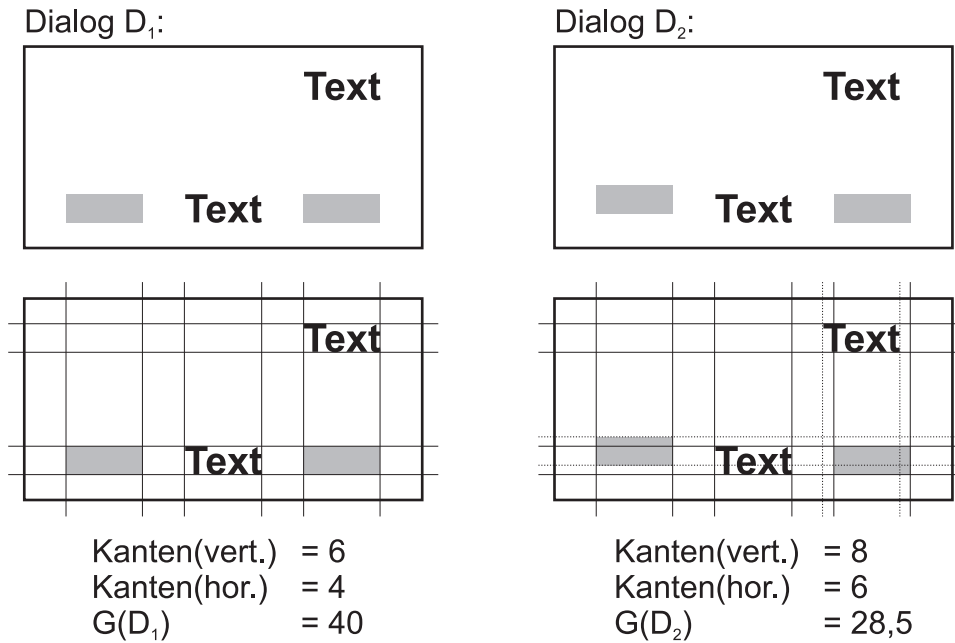 Dialog D₁:
Text
Text
Text
Text
Kanten(vert.) = 6
Kanten(hor.) = 4
G(D₁) = 40
Dialog D₂:
Text
Text
Text
Text
Kanten(vert.) = 8
Kanten(hor.) = 6
G(D₂) = 28,5